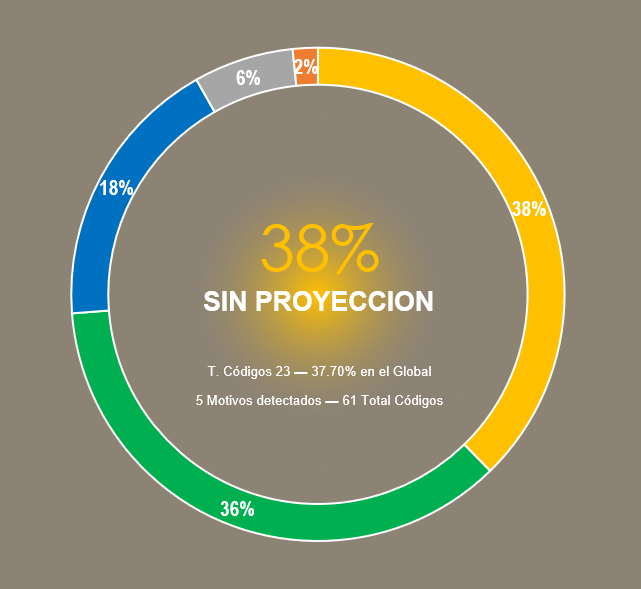 2%
6%
18%
38%
38%
SIN PROYECCION
T. Códigos 23 — 37.70% en el Global
5 Motivos detectados — 61 Total Códigos
36%